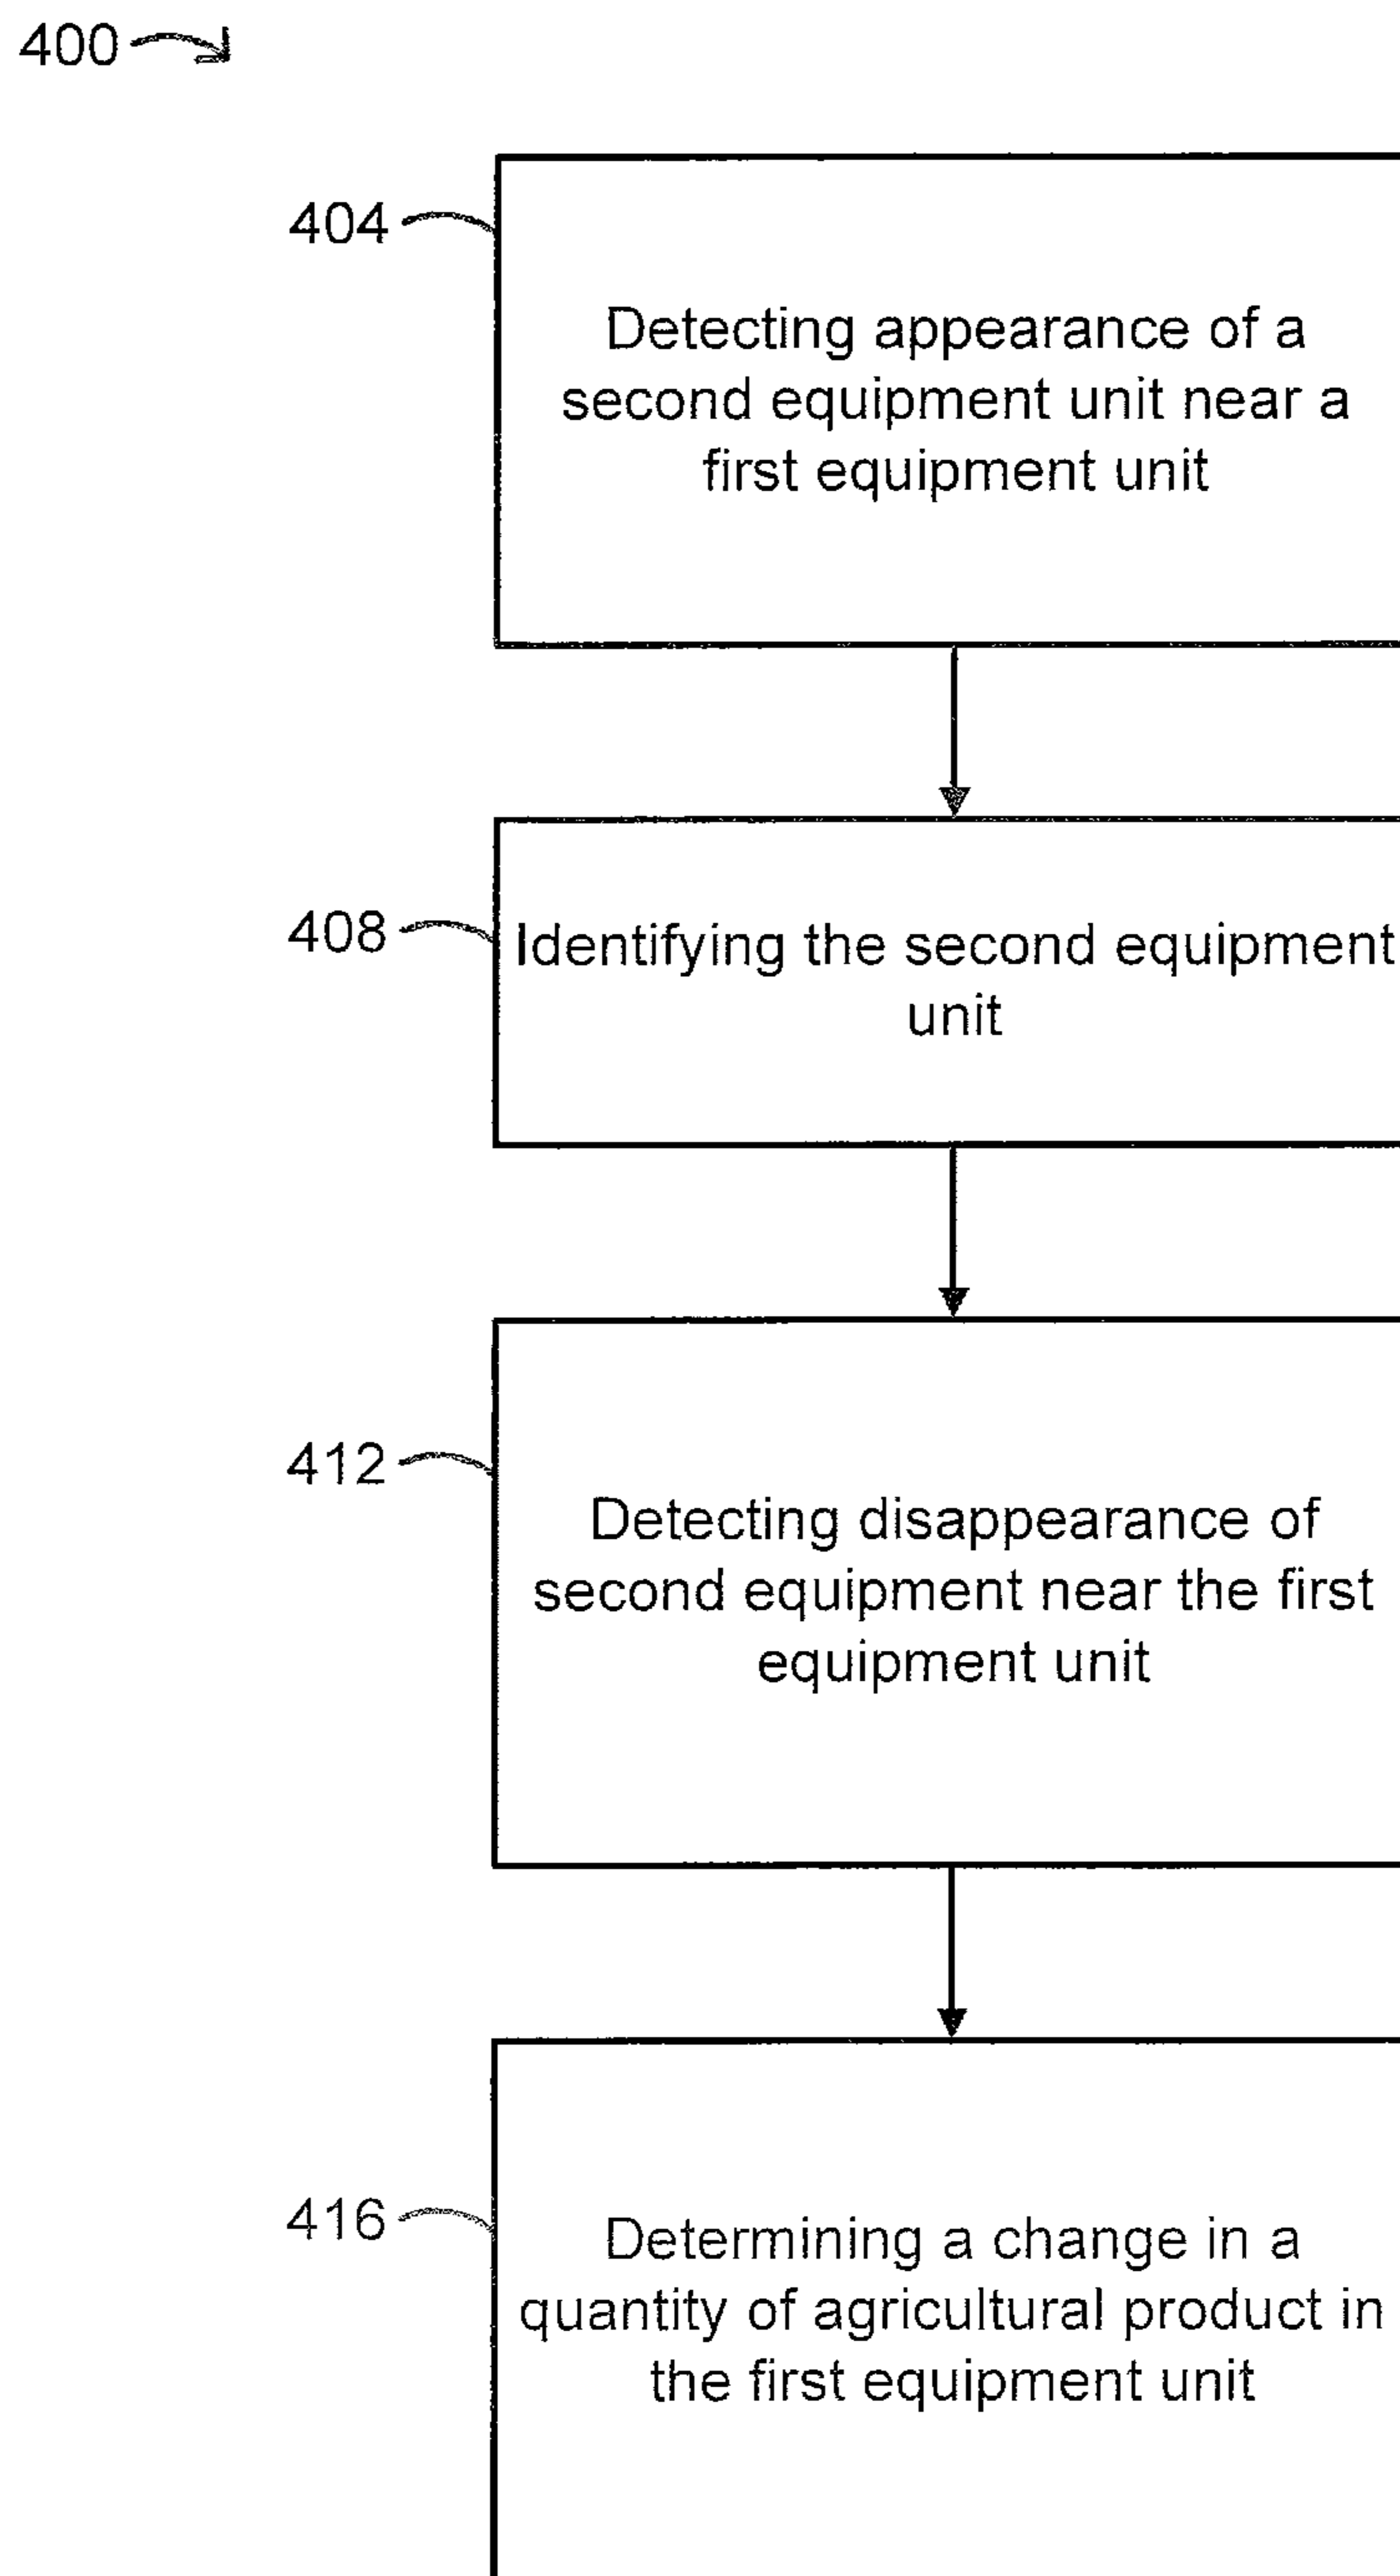 400
404
Detecting appearance of a
second equipment unit near a
first equipment unit
408
Identifying the second equipment
unit
412
Detecting disappearance of
second equipment near the first
equipment unit
416
Determining a change in a
quantity of agricultural product in
the first equipment unit